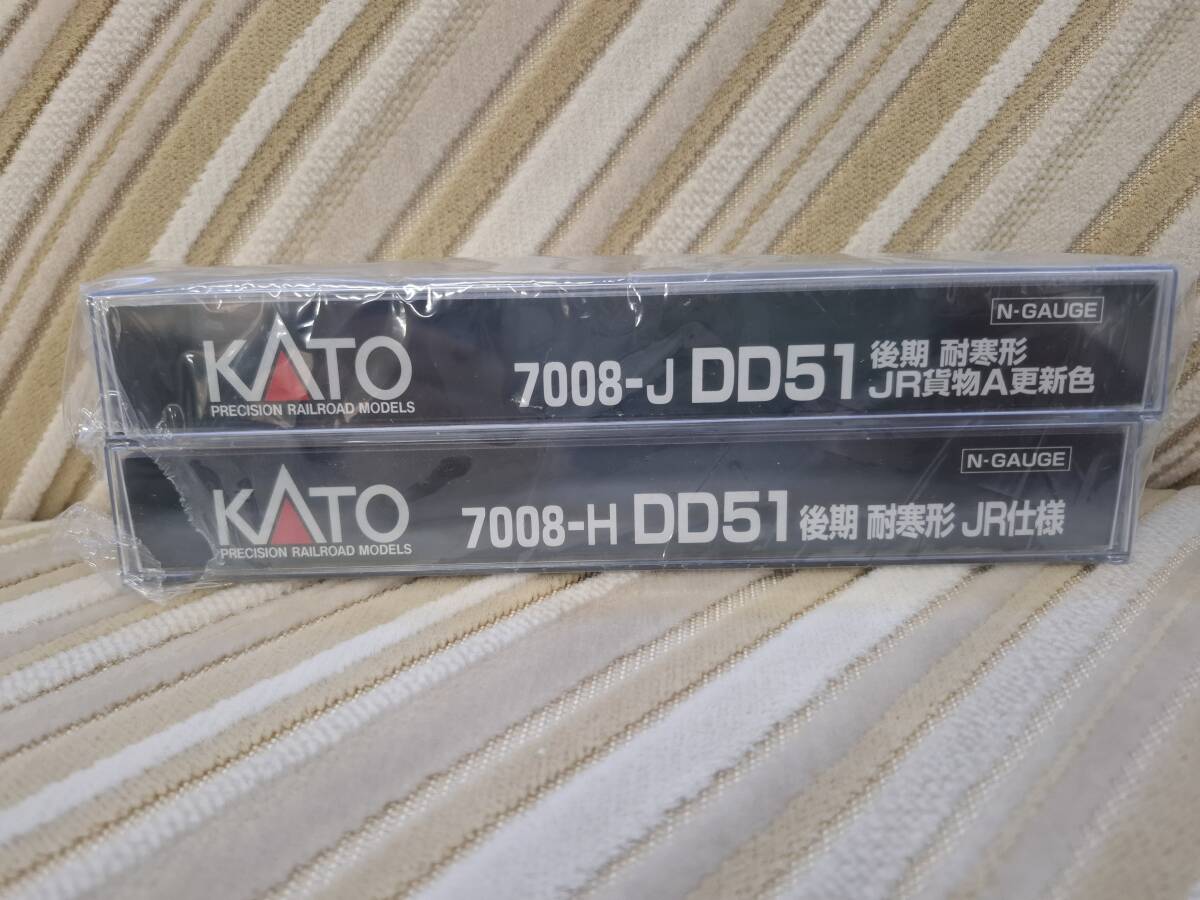 N-GAUGE
KATO
PRECISION RAILROAD MODELS
7008-J DD51 後期 耐寒形
JR貨物A更新色
N-GAUGE
KATO
PRECISION RAILROAD MODELS
7008-H DD51 後期 耐寒形 JR仕様